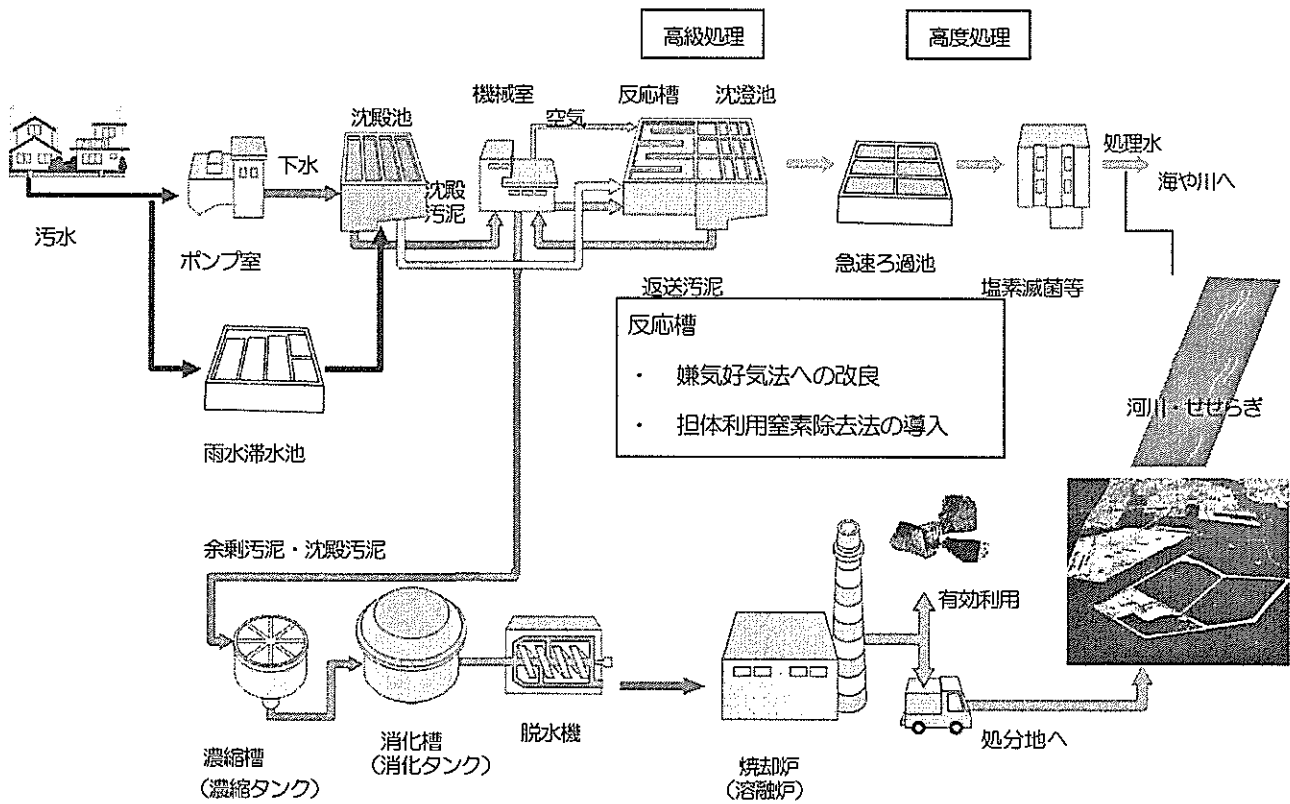 高級処理
高度処理
機械室
反応槽
沈澄池
沈殿池
空気
処理水
下水
海や川へ
沈殿
汚泥
汚水
ポンプ室
急速ろ過池
返送汚泥
塩素滅菌等
反応槽
・ 嫌気好気法への改良
・ 担体利用窒素除去法の導入
河川・せせらぎ
雨水滞水池
余剰汚泥・沈殿汚泥
有効利用
脱水機
処分地へ
消化槽
(消化タンク)
濃縮槽
(濃縮タンク)
焼却炉
(溶融炉)